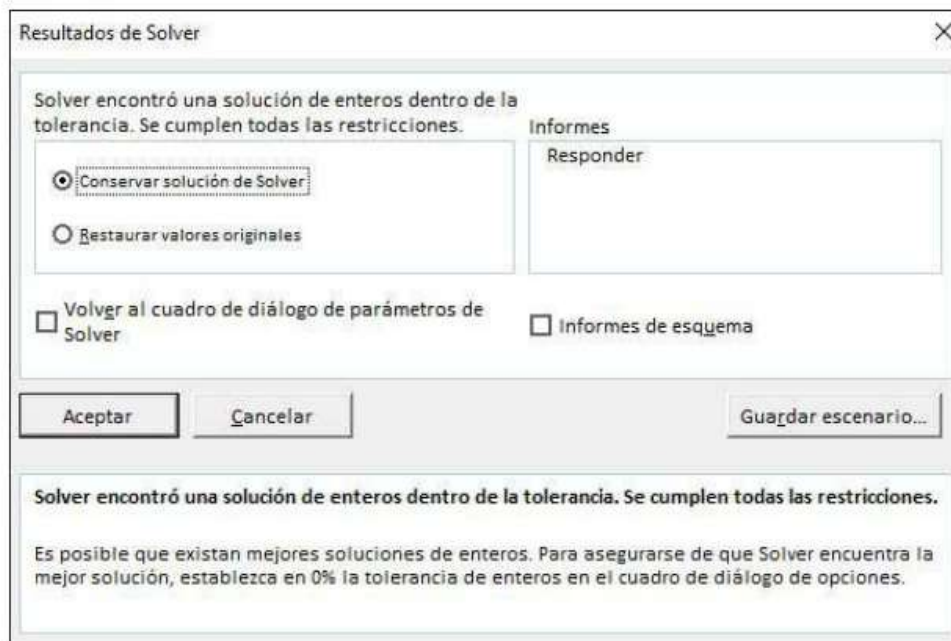 Resultados de Solver
Solver encontró una solución de enteros dentro de la
tolerancia. Se cumplen todas las restricciones.
Informes
Responder
Conservar solución de Solver
Restaurar valores originales
Volver al cuadro de diálogo de parámetros de
Solver
Informes de esquema
Aceptar
Cancelar
Guardar escenario...
Solver encontró una solución de enteros dentro de la tolerancia. Se cumplen todas las restricciones.
Es posible que existan mejores soluciones de enteros. Para asegurarse de que Solver encuentra la
mejor solución, establezca en 0% la tolerancia de enteros en el cuadro de diálogo de opciones.